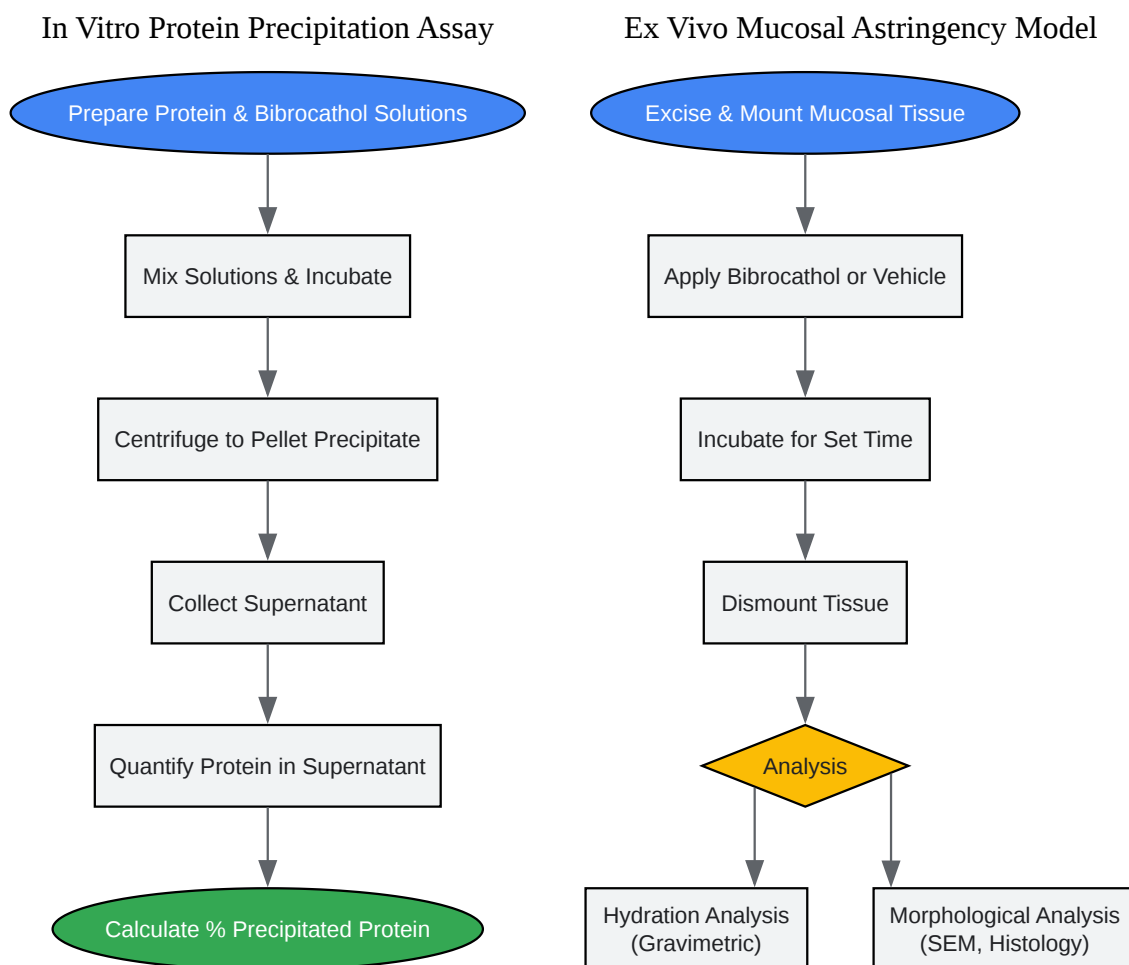 In Vitro Protein Precipitation Assay
Prepare Protein & Bibrocathol Solutions
Mix Solutions & Incubate
Centrifuge to Pellet Precipitate
Collect Supernatant
Quantify Protein in Supernatant
Calculate % Precipitated Protein
Ex Vivo Mucosal Astringency Model
Excise & Mount Mucosal Tissue
Apply Bibrocathol or Vehicle
Incubate for Set Time
Dismount Tissue
Analysis
Hydration Analysis
(Gravimetric)
Morphological Analysis
(SEM, Histology)